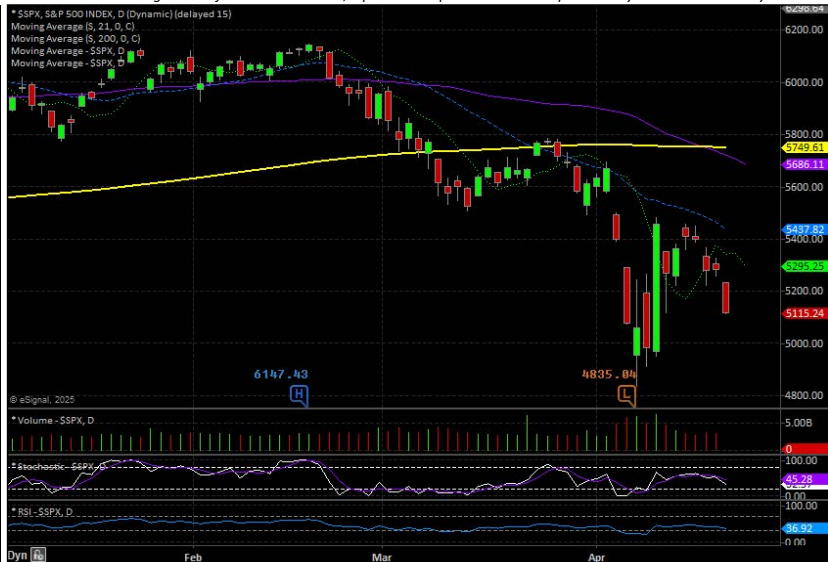 * $SPX, S&P 500 INDEX, D (Dynamic) (delayed 15)
Moving Average (S, 21, 0, C)
Moving Average (S, 200, 0, C)
Moving Average - $SPX, D
Moving Average - $SPX, D
6298.64
6200.00
6000.00
5800.00
5749.61
5686.11
5600.00
5437.82
5400.00
5295.25
5200.00
5115.24
5000.00
4800.00
6147.43
H
4835.04
L
© eSignal, 2025
* Volume - $SPX, D
5.00B
0
* Stochastic - $SPX, D
100.00
45.28
0.00
* RSI - $SPX, D
100.00
36.92
0.00
Dyn
Feb
Mar
Apr